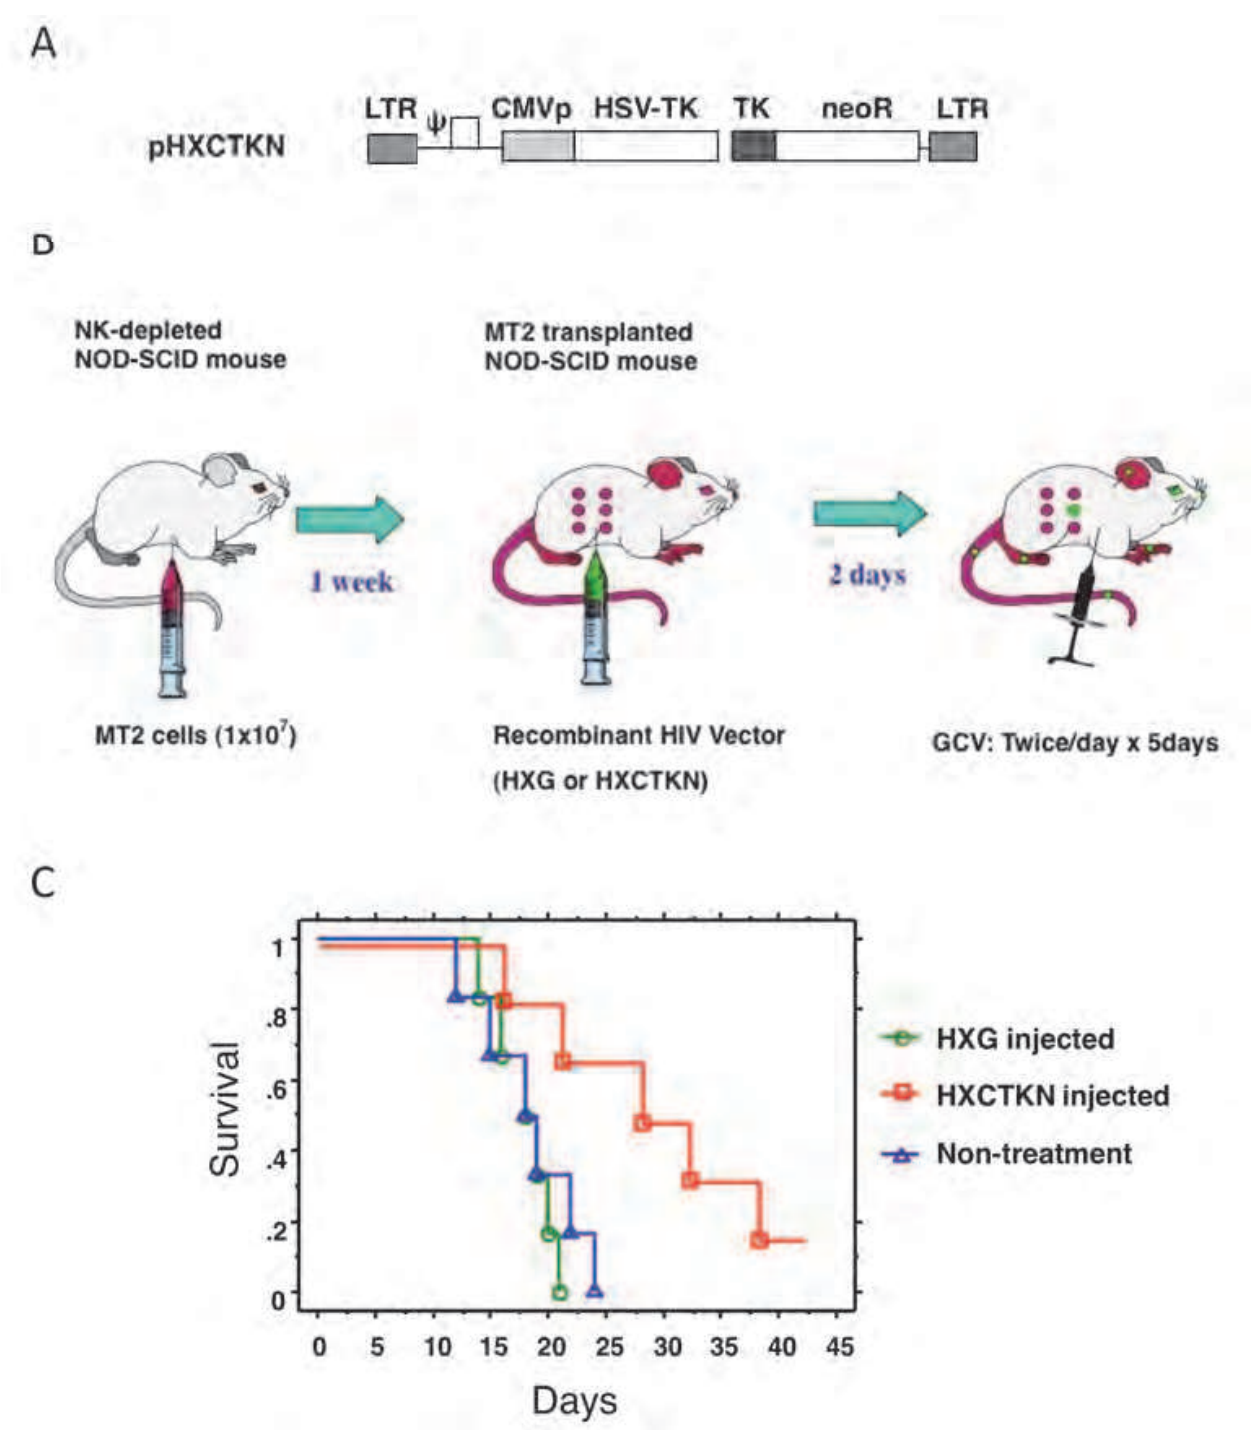 A
LTR ψ CMVp HSV-TK TK neoR LTR
pHXCTKN
D
NK-depleted
NOD-SCID mouse
MT2 transplanted
NOD-SCID mouse
1 week
2 days
MT2 cells (1x10⁷)
Recombinant HIV Vector
(HXG or HXCTKN)
GCV: Twice/day x 5days
C
1
.8
.6
.4
.2
0
Survival
0 5 10 15 20 25 30 35 40 45
Days
HXG injected
HXCTKN injected
Non-treatment